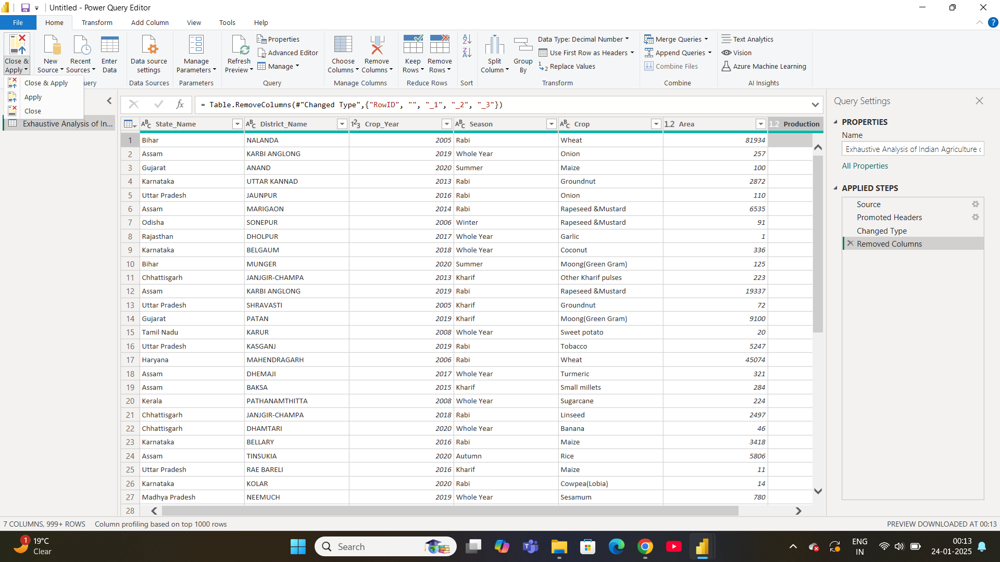 Untitled - Power Query Editor
File Home Transform Add Column View Tools Help
?
Close & Apply
New Source
Recent Sources
Enter Data
Data source settings
Data Sources
Manage Parameters
Parameters
Refresh Preview
Properties
Advanced Editor
Manage
Query
Choose Columns
Remove Columns
Manage Columns
Keep Rows
Remove Rows
Reduce Rows
A Z
Z A
Sort
Split Column
Group By
Data Type: Decimal Number
Use First Row as Headers
1 2 Replace Values
Transform
Merge Queries
Append Queries
Combine Files
Combine
Text Analytics
Vision
Azure Machine Learning
AI Insights
Close & Apply
Apply
Close
uery
Exhaustive Analysis of In...
fx = Table.RemoveColumns(#"Changed Type",{"RowID", "", "_1", "_2", "_3"})
ABC State_Name ABC District_Name 123 Crop_Year ABC Season ABC Crop 1.2 Area 1.2 Production
1 Bihar NALANDA 2005 Rabi Wheat 81934
2 Assam KARBI ANGLONG 2019 Whole Year Onion 257
3 Gujarat ANAND 2020 Summer Maize 100
4 Karnataka UTTAR KANNAD 2013 Rabi Groundnut 2872
5 Uttar Pradesh JAUNPUR 2016 Rabi Onion 110
6 Assam MARIGAON 2014 Rabi Rapeseed &Mustard 6535
7 Odisha SONEPUR 2006 Winter Rapeseed &Mustard 91
8 Rajasthan DHOLPUR 2017 Whole Year Garlic 1
9 Karnataka BELGAUM 2018 Whole Year Coconut 336
10 Bihar MUNGER 2020 Summer Moong(Green Gram) 125
11 Chhattisgarh JANJGIR-CHAMPA 2013 Kharif Other Kharif pulses 223
12 Assam KARBI ANGLONG 2019 Rabi Rapeseed &Mustard 19337
13 Uttar Pradesh SHRAVASTI 2005 Kharif Groundnut 72
14 Gujarat PATAN 2019 Kharif Moong(Green Gram) 9100
15 Tamil Nadu KARUR 2008 Whole Year Sweet potato 20
16 Uttar Pradesh KASGANJ 2019 Rabi Tobacco 5247
17 Haryana MAHENDRAGARH 2006 Rabi Wheat 45074
18 Assam DHEMAJI 2017 Whole Year Turmeric 321
19 Assam BAKSA 2015 Kharif Small millets 284
20 Kerala PATHANAMTHITTA 2008 Whole Year Sugarcane 224
21 Chhattisgarh JANJGIR-CHAMPA 2018 Rabi Linseed 2497
22 Chhattisgarh DHAMTARI 2020 Whole Year Banana 46
23 Karnataka BELLARY 2016 Rabi Maize 3418
24 Assam TINSUKIA 2020 Autumn Rice 5806
25 Uttar Pradesh RAE BARELI 2016 Kharif Maize 11
26 Karnataka KOLAR 2020 Rabi Cowpea(Lobia) 14
27 Madhya Pradesh NEEMUCH 2019 Whole Year Sesamum 780
28
Query Settings
PROPERTIES
Name
Exhaustive Analysis of Indian Agriculture
All Properties
APPLIED STEPS
Source
Promoted Headers
Changed Type
Removed Columns
7 COLUMNS, 999+ ROWS Column profiling based on top 1000 rows
PREVIEW DOWNLOADED AT 00:13
1
19°C
Clear
Search
ENG
IN
00:13
24-01-2025